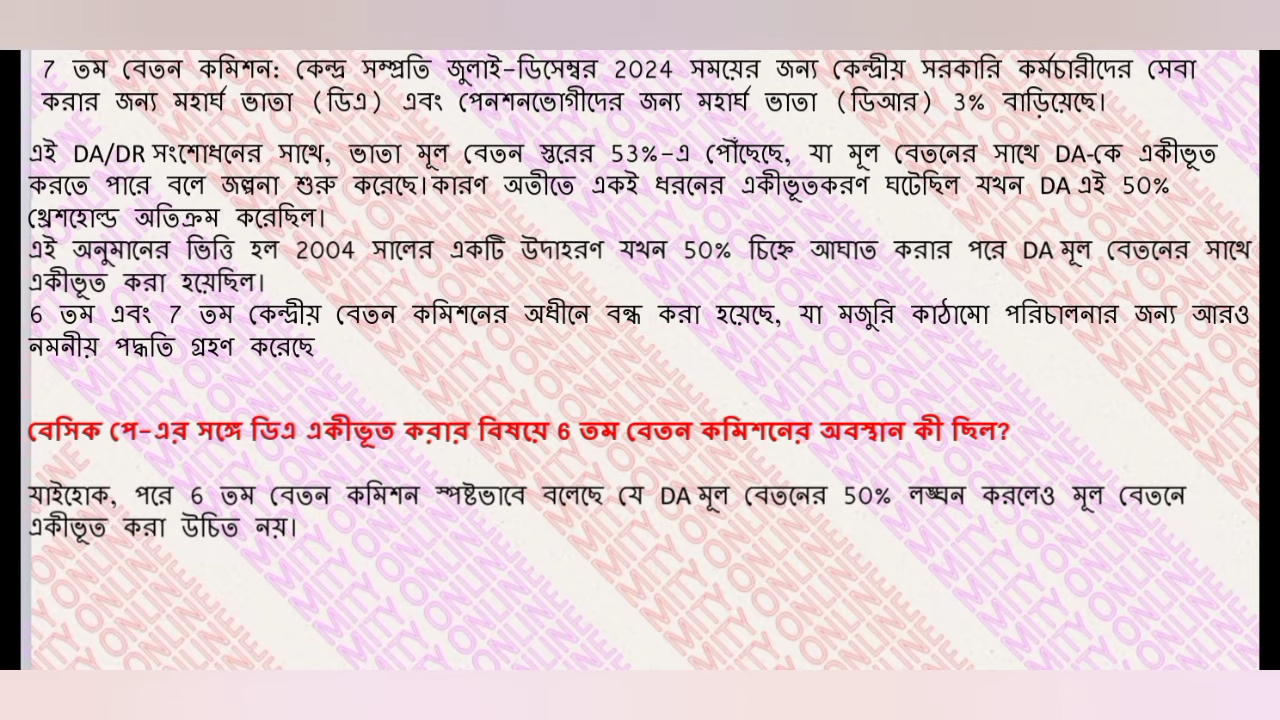 7 তম বেতন কমিশন: কেন্দ্র সম্প্রতি জুলাই-ডিসেম্বর 2024 সময়ের জন্য কেন্দ্রীয় সরকারি কর্মচারীদের সেবা
করার জন্য মহার্ঘ ভাতা (ডিএ) এবং পেনশনভোগীদের জন্য মহার্ঘ ভাতা (ডিআর) 3% বাড়িয়েছে।
এই DA/DR সংশোধনের সাথে, ভাতা মূল বেতন স্তরের 53%-এ পৌঁছেছে, যা মূল বেতনের সাথে DA-কে একীভূত
করতে পারে বলে জল্পনা শুরু করেছে।কারণ অতীতে একই ধরনের একীভূতকরণ ঘটেছিল যখন DA এই 50%
থ্রেশহোল্ড অতিক্রম করেছিল।
এই অনুমানের ভিত্তি হল 2004 সালের একটি উদাহরণ যখন 50% চিহ্নে আঘাত করার পরে DA মূল বেতনের সাথে
একীভূত করা হয়েছিল।
6 তম এবং 7 তম কেন্দ্রীয় বেতন কমিশনের অধীনে বন্ধ করা হয়েছে, যা মজুরি কাঠামো পরিচালনার জন্য আরও
নমনীয় পদ্ধতি গ্রহণ করেছে
বেসিক পে-এর সঙ্গে ডিএ একীভূত করার বিষয়ে 6 তম বেতন কমিশনের অবস্থান কী ছিল?
যাইহোক, পরে 6 তম বেতন কমিশন স্পষ্টভাবে বলেছে যে DA মূল বেতনের 50% লঙ্ঘন করলেও মূল বেতনে
একীভূত করা উচিত নয়।
MITY ONLINE